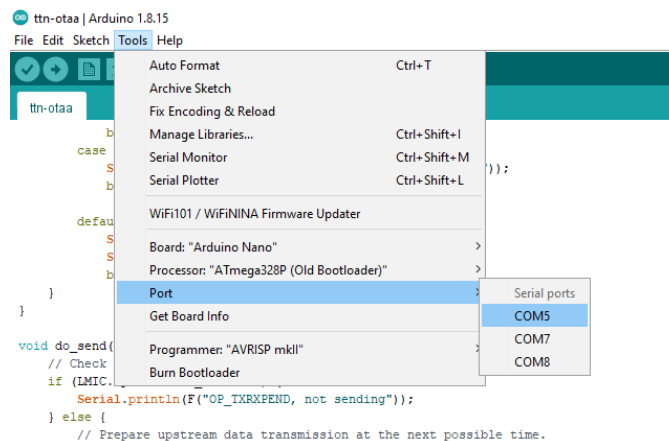 ttn-otaa | Arduino 1.8.15
File Edit Sketch Tools Help
ttn-otaa
Auto Format Ctrl+T
Archive Sketch
Fix Encoding & Reload
Manage Libraries... Ctrl+Shift+I
Serial Monitor Ctrl+Shift+M
Serial Plotter Ctrl+Shift+L
WiFi101 / WiFiNINA Firmware Updater
Board: "Arduino Nano"
Processor: "ATmega328P (Old Bootloader)"
Port
Get Board Info
Programmer: "AVRISP mkII"
Burn Bootloader
Serial ports
COM5
COM7
COM8
b
case
S "));
b
defau
S
S
b
}
}
void do_send(
// Check
if (LMIC.
Serial.println(F("OP_TXRXPEND, not sending"));
} else {
// Prepare upstream data transmission at the next possible time.